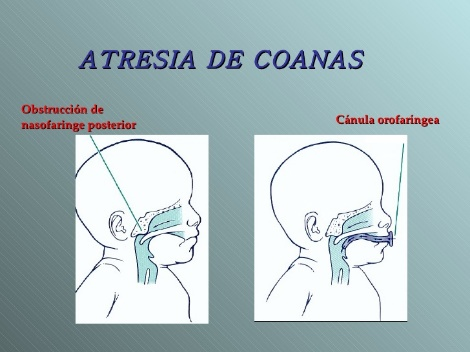 ATRESIA DE COANAS
Obstrucción de
nasofaringe posterior
Cánula orofaringea